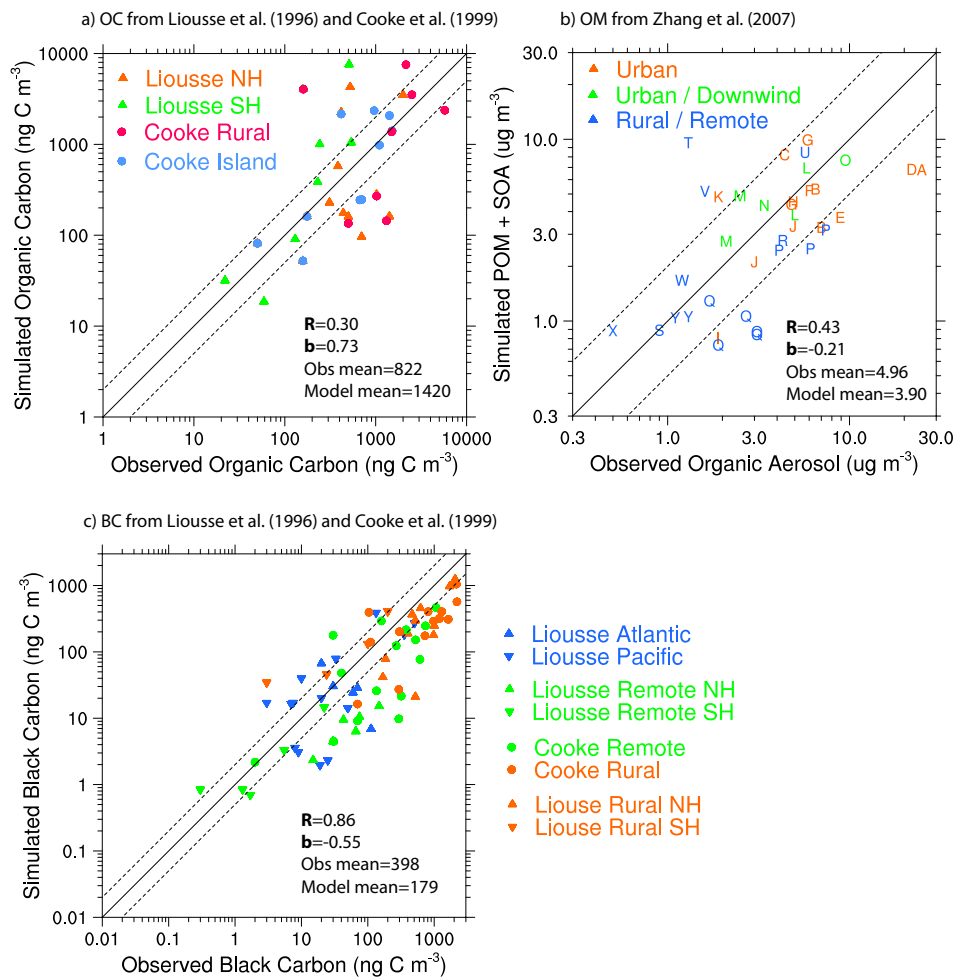 a) OC from Liousse et al. (1996) and Cooke et al. 1999)
Simulated Organic Carbon (ng C m-3)
10000
1000
100
10
1
Liousse NH
Liousse SH
Cooke Rural
Cooke Island
R=0.30
b=0.73
Obs mean=822
Model mean=1420
1 10 100 1000 10000
Observed Organic Carbon (ng C m-3)
b) OM from Zhang et al. (2007)
Simulated POM + SOA (ug m-3)
30.0
10.0
3.0
1.0
0.3
Urban
Urban / Downwind
Rural / Remote
T
G
C
U
O
L
DA
V
K
M
N
F
B
G
H
L
E
J
B
P
M
R
P
P
J
W
Q
Q
X
S
Y
Y
I
Q
Q
Q
R=0.43
b=-0.21
Obs mean=4.96
Model mean=3.90
0.3 1.0 3.0 10.0 30.0
Observed Organic Aerosol (ug m-3)
c) BC from Liousse et al. (1996) and Cooke et al. (1999)
Simulated Black Carbon (ng C m-3)
1000
100
10
1
0.1
0.01
R=0.86
b=-0.55
Obs mean=398
Model mean=179
0.01 0.1 1 10 100 1000
Observed Black Carbon (ng C m-3)
Liousse Atlantic
Liousse Pacific
Liousse Remote NH
Liousse Remote SH
Cooke Remote
Cooke Rural
Liouse Rural NH
Liouse Rural SH